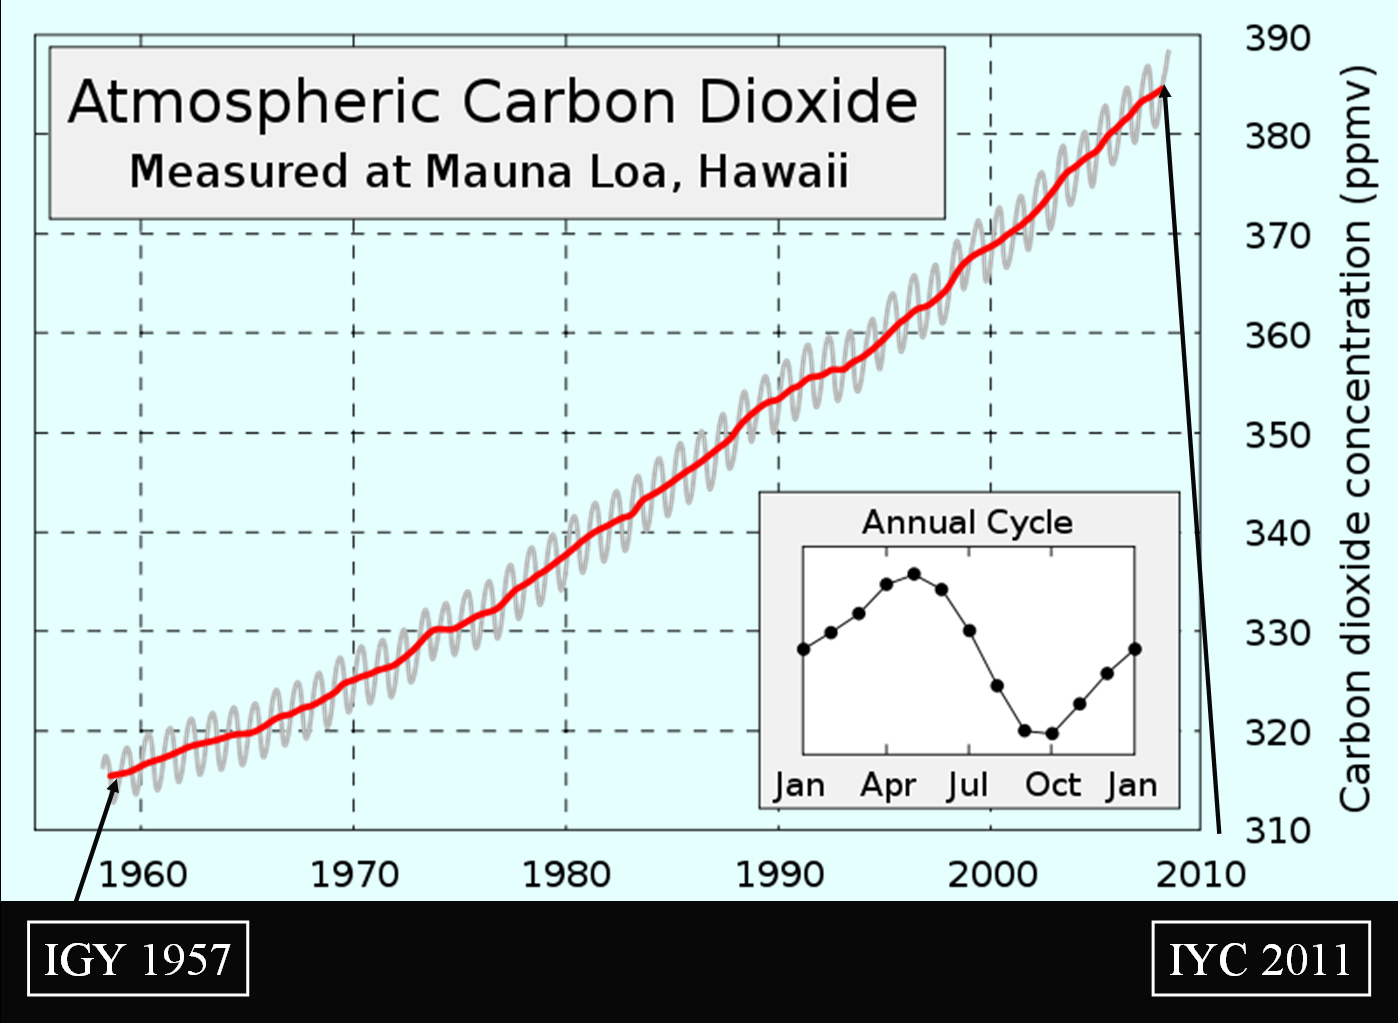 Atmospheric Carbon Dioxide
Measured at Mauna Loa, Hawaii
390
380
370
360
350
340
330
320
310
Carbon dioxide concentration (ppmv)
Annual Cycle
Jan Apr Jul Oct Jan
1960 1970 1980 1990 2000 2010
IGY 1957
IYC 2011